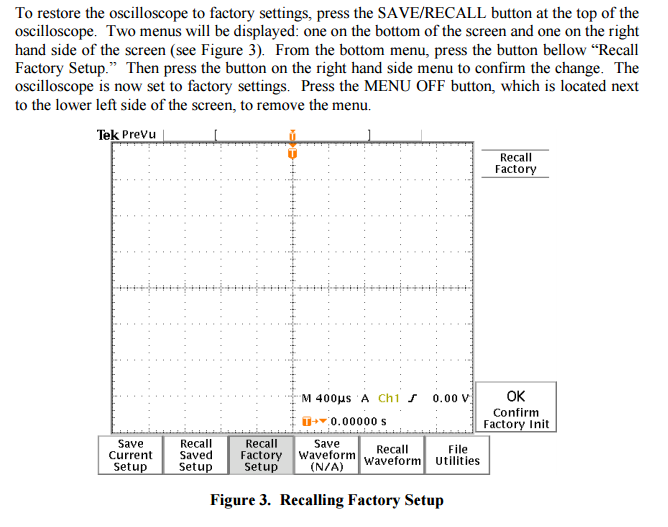 To restore the oscilloscope to factory settings, press the SAVE/RECALL button at the top of the
oscilloscope. Two menus will be displayed: one on the bottom of the screen and one on the right
hand side of the screen (see Figure 3). From the bottom menu, press the button bellow “Recall
Factory Setup.” Then press the button on the right hand side menu to confirm the change. The
oscilloscope is now set to factory settings. Press the MENU OFF button, which is located next
to the lower left side of the screen, to remove the menu.
Tek PreVu
T
T
Recall
Factory
M 400µs A Ch1 ʃ 0.00 V
T 0.00000 s
OK
Confirm
Factory Init
Save
Current
Setup
Recall
Saved
Setup
Recall
Factory
Setup
Save
Waveform
(N/A)
Recall
Waveform
File
Utilities
Figure 3. Recalling Factory Setup